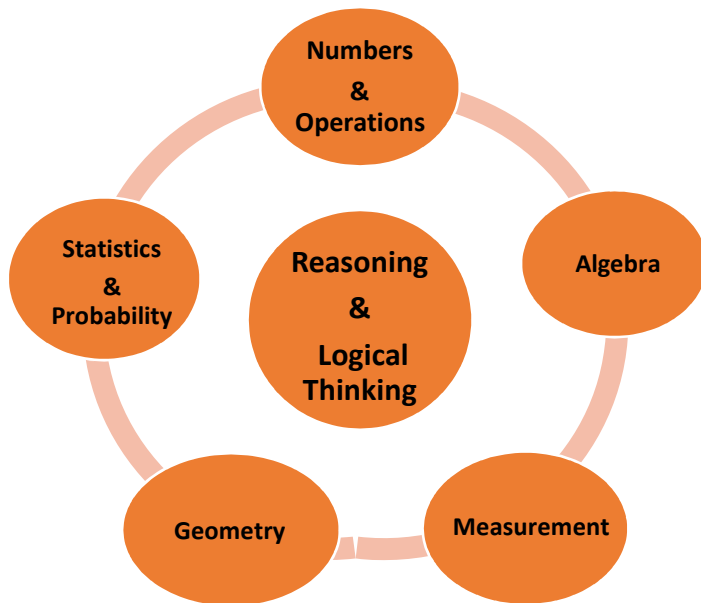 Numbers
&
Operations
Algebra
Measurement
Geometry
Statistics
&
Probability
Reasoning
&
Logical
Thinking